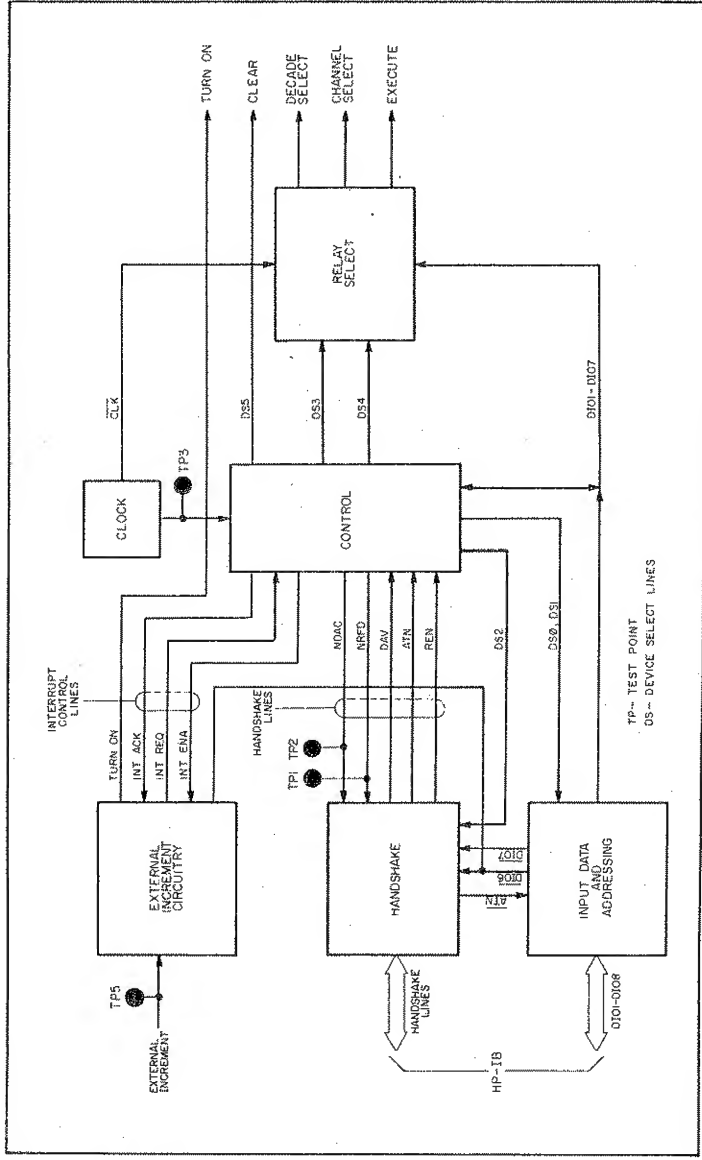 EXTERNAL
INCREMENT
TP5
EXTERNAL
INCREMENT
CIRCUITRY
TURN ON
INT ACK
INT REQ
INT ENA
INTERRUPT
CONTROL
LINES
CLOCK
TP3
CLK
TURN ON
DS5
CLEAR
HP-IB
HANDSHAKE
LINES
HANDSHAKE
TP1 TP2
HANDSHAKE
LINES
NDAC
NRFD
DAV
ATN
REN
CONTROL
DS3
DS4
RELAY
SELECT
DECADE
SELECT
CHANNEL
SELECT
EXECUTE
ATN
DIO6
DIO7
DS2
DS0, DS1
DIO1-DIO7
DIO1-DIO8
INPUT DATA
AND
ADDRESSING
TP-- TEST POINT
DS-- DEVICE SELECT LINES